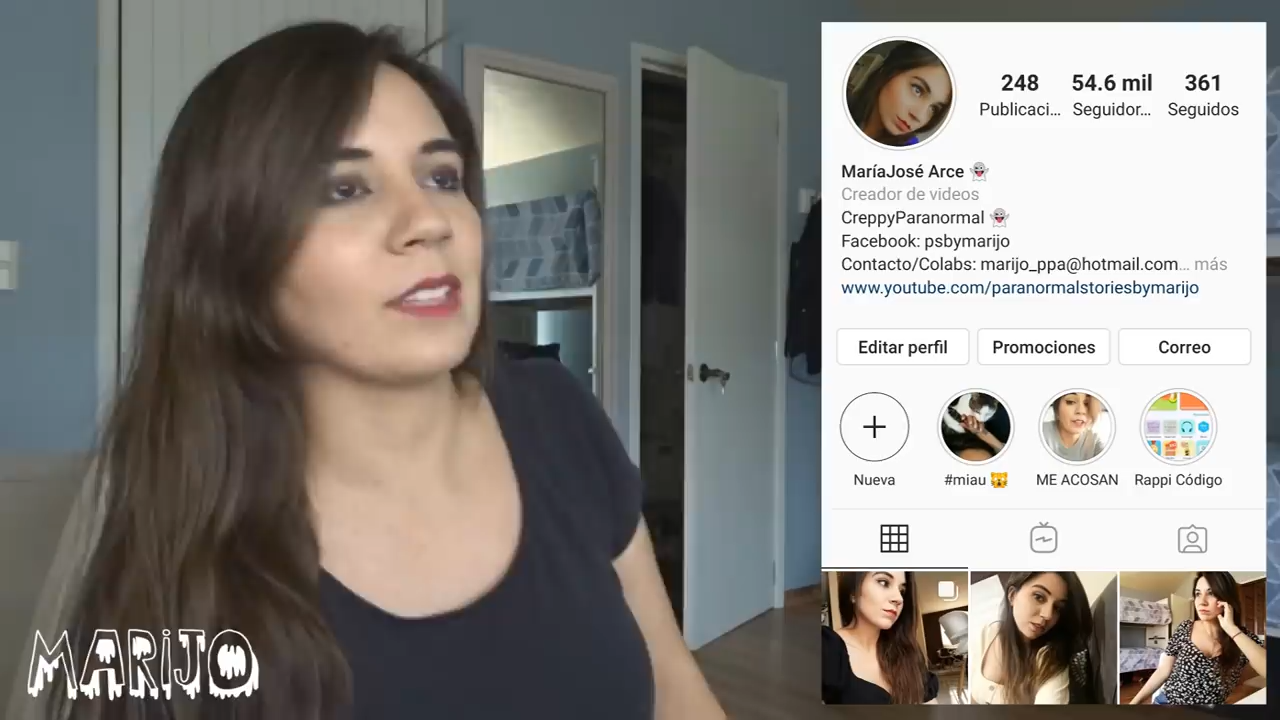 248 54.6 mil 361
Publicaci... Seguidor... Seguidos
MaríaJosé Arce 👻
Creador de videos
CreppyParanormal 👻
Facebook: psbymarijo
Contacto/Colabs: marijo_ppa@hotmail.com... más
www.youtube.com/paranormalstoriesbymarijo
Editar perfil Promociones Correo
Nueva #miau 🐱 ME ACOSAN Rappi Código
MARiJO